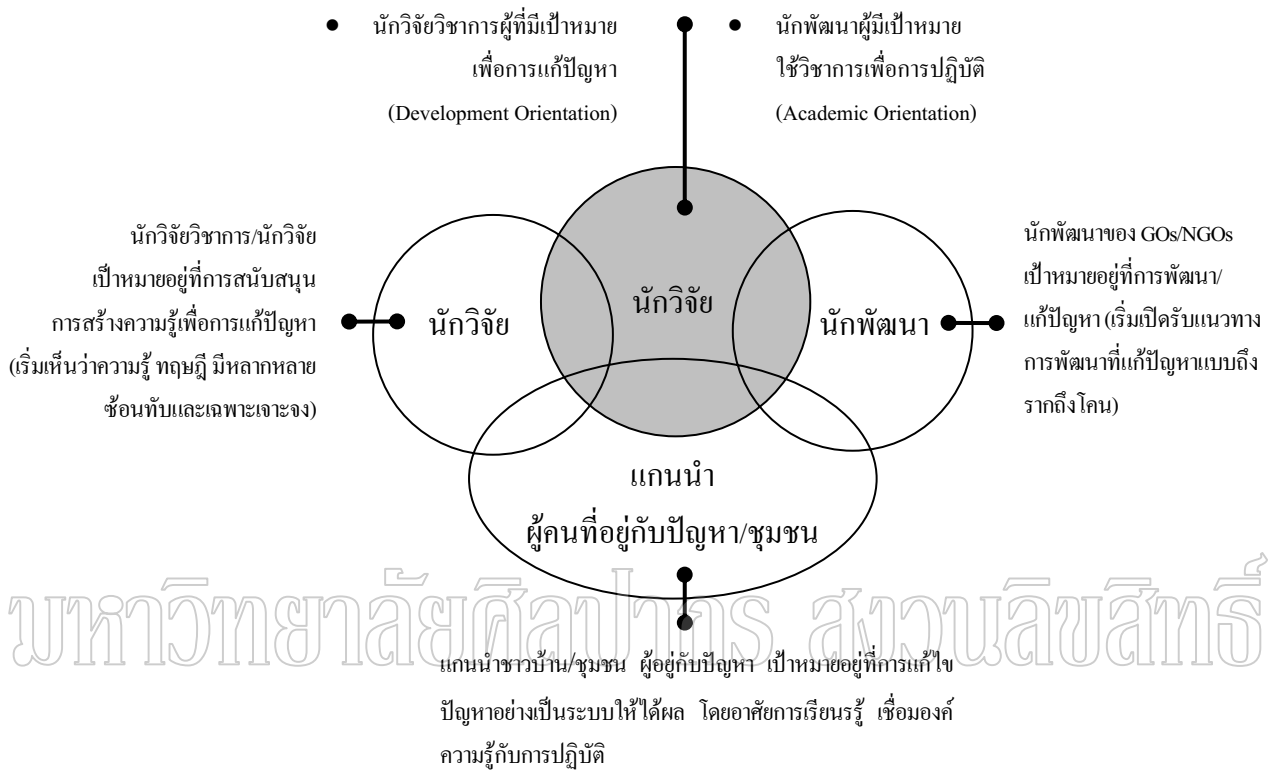 ● นักวิจัยวิชาการผู้ที่มีเป้าหมาย
เพื่อการแก้ปัญหา
(Development Orientation)
● นักพัฒนาผู้มีเป้าหมาย
ใช้วิชาการเพื่อการปฏิบัติ
(Academic Orientation)
นักวิจัยวิชาการ/นักวิจัย
เป้าหมายอยู่ที่การสนับสนุน
การสร้างความรู้เพื่อการแก้ปัญหา
(เริ่มเห็นว่าความรู้ ทฤษฎี มีหลากหลาย
ซ้อนทับและเฉพาะเจาะจง)
นักวิจัย
นักวิจัย
นักพัฒนา
นักพัฒนาของ GOs/NGOs
เป้าหมายอยู่ที่การพัฒนา/
แก้ปัญหา (เริ่มเปิดรับแนวทาง
การพัฒนาที่แก้ปัญหาแบบถึง
รากถึงโคน)
แกนนำ
ผู้คนที่อยู่กับปัญหา/ชุมชน
มหาวิทยาลัยศิลปากร สงวนลิขสิทธิ์
แกนนำชาวบ้าน/ชุมชน ผู้อยู่กับปัญหา เป้าหมายอยู่ที่การแก้ไข
ปัญหาอย่างเป็นระบบให้ได้ผล โดยอาศัยการเรียนรรู้ เชื่อมองค์
ความรู้กับการปฏิบัติ